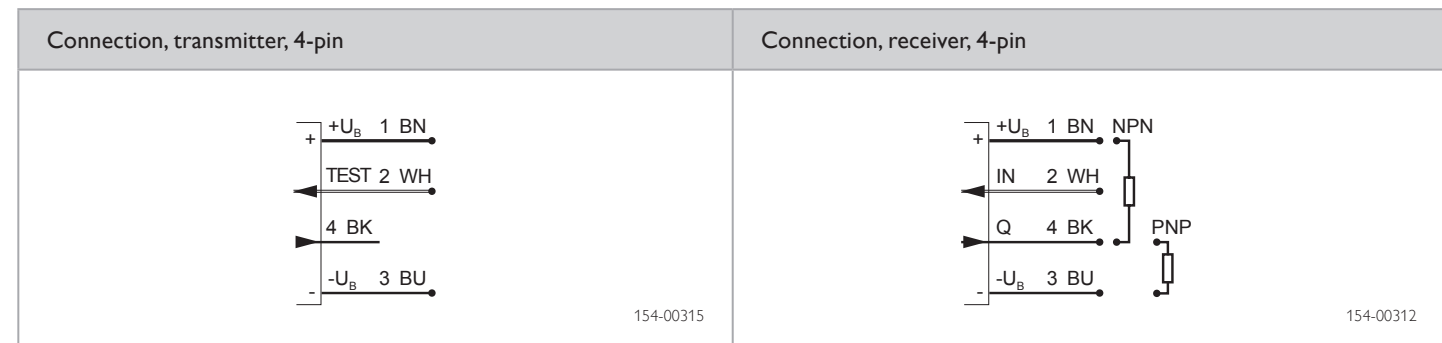 Connection, transmitter, 4-pin
+U_B 1 BN
+
TEST 2 WH
4 BK
-U_B 3 BU
-
154-00315
Connection, receiver, 4-pin
+U_B 1 BN NPN
+
IN 2 WH
Q 4 BK PNP
-U_B 3 BU
-
154-00312